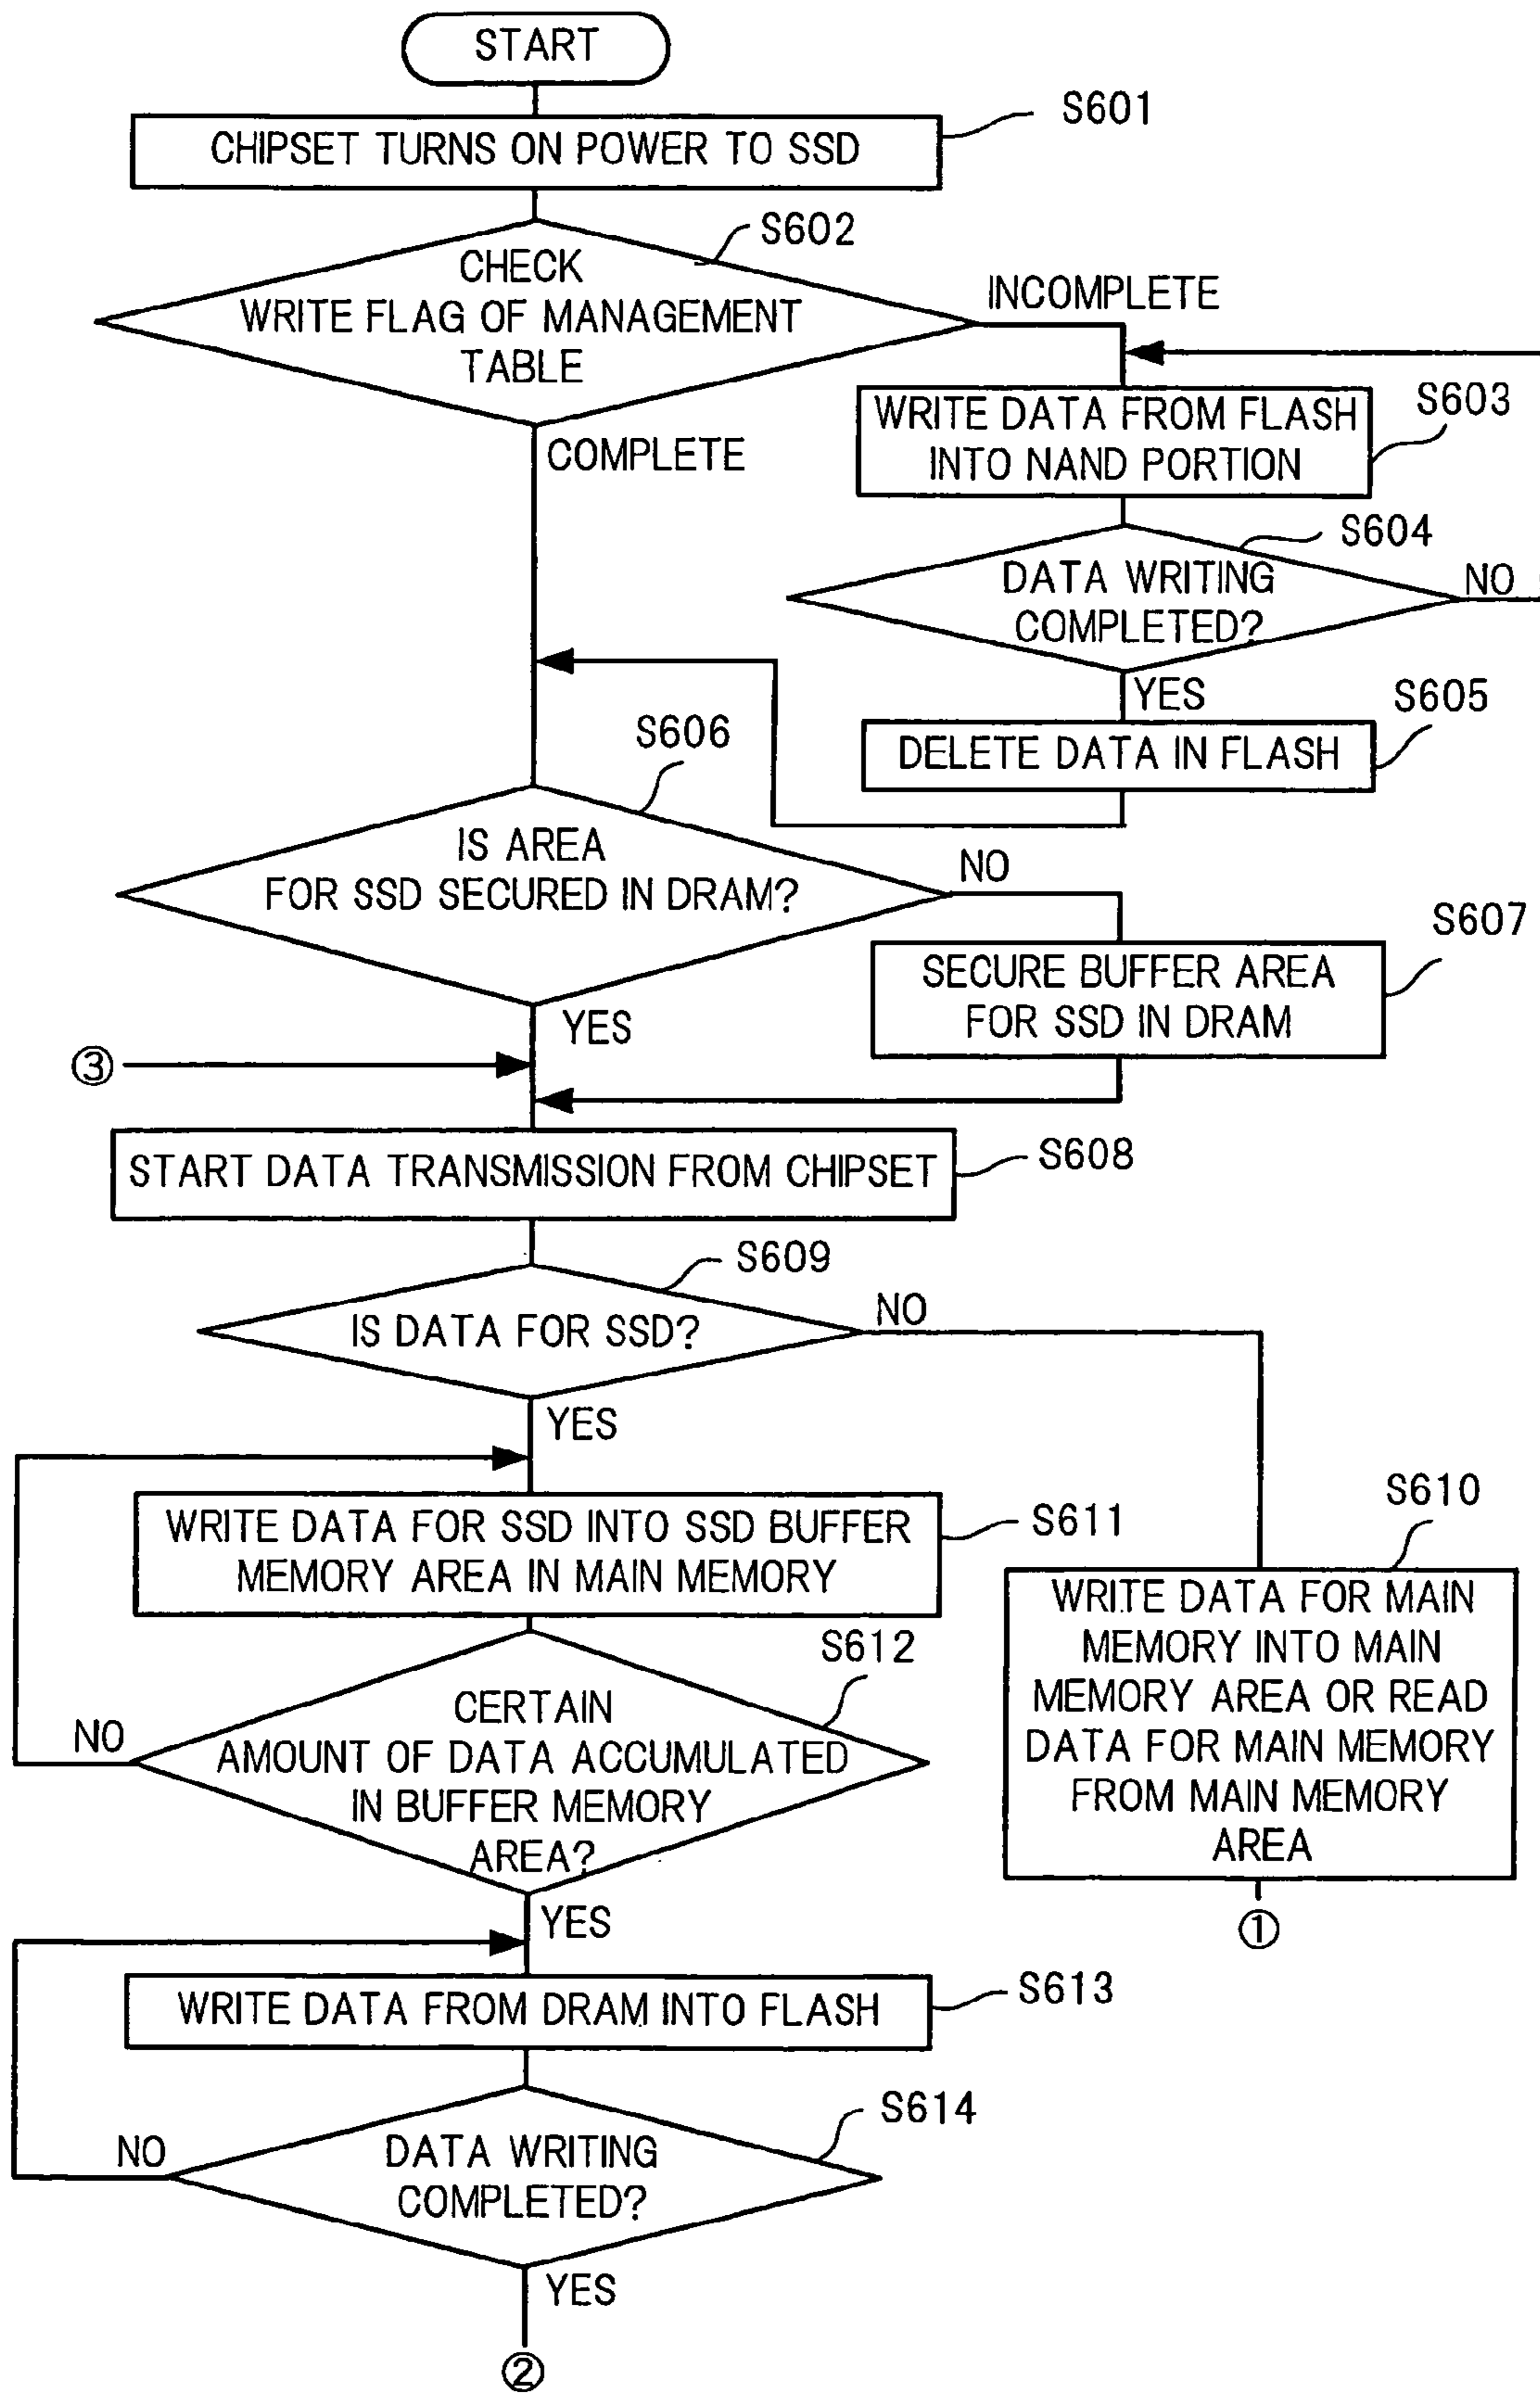 START
CHIPSET TURNS ON POWER TO SSD
S601
CHECK
WRITE FLAG OF MANAGEMENT
TABLE
S602
INCOMPLETE
COMPLETE
WRITE DATA FROM FLASH
INTO NAND PORTION
S603
DATA WRITING
COMPLETED?
S604
NO
YES
DELETE DATA IN FLASH
S605
IS AREA
FOR SSD SECURED IN DRAM?
S606
NO
SECURE BUFFER AREA
FOR SSD IN DRAM
S607
YES
③
START DATA TRANSMISSION FROM CHIPSET
S608
IS DATA FOR SSD?
S609
NO
YES
WRITE DATA FOR SSD INTO SSD BUFFER
MEMORY AREA IN MAIN MEMORY
S611
S610
WRITE DATA FOR MAIN
MEMORY INTO MAIN
MEMORY AREA OR READ
DATA FOR MAIN MEMORY
FROM MAIN MEMORY
AREA
①
CERTAIN
AMOUNT OF DATA ACCUMULATED
IN BUFFER MEMORY
AREA?
S612
NO
YES
WRITE DATA FROM DRAM INTO FLASH
S613
DATA WRITING
COMPLETED?
S614
NO
YES
②